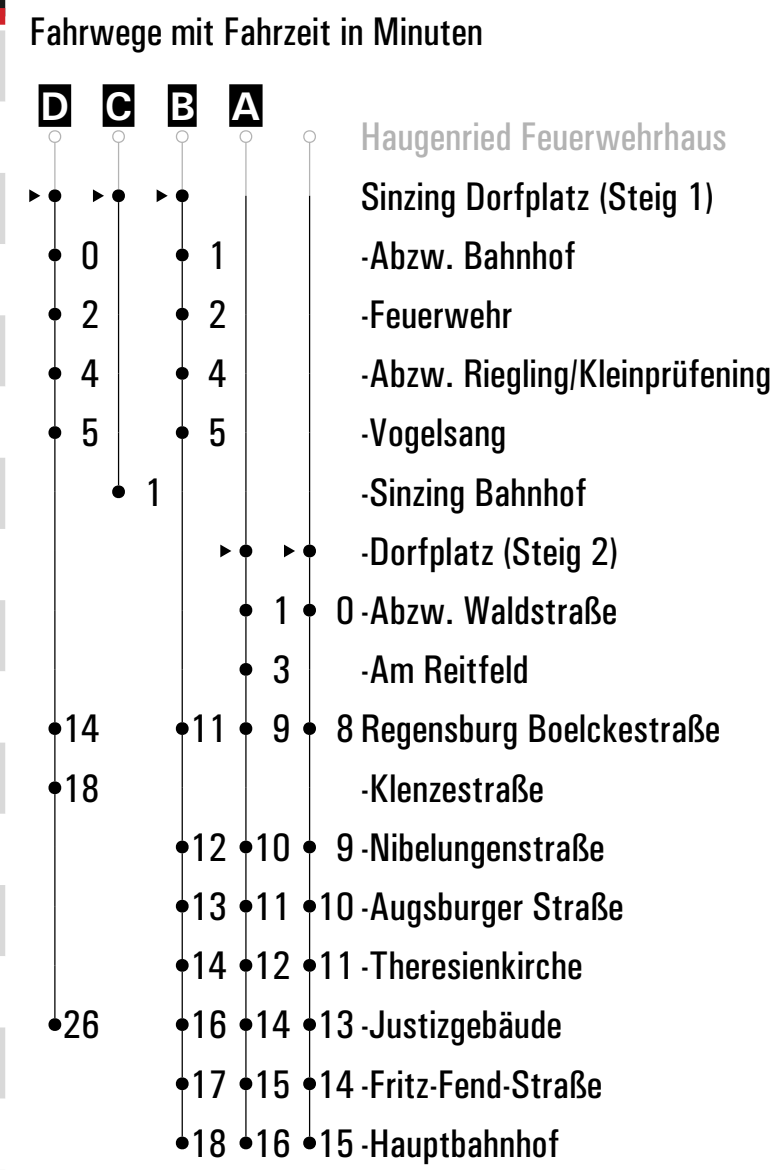 Fahrwege mit Fahrzeit in Minuten
D C B A
Haugenried Feuerwehrhaus
Sinzing Dorfplatz (Steig 1)
0 1 -Abzw. Bahnhof
2 2 -Feuerwehr
4 4 -Abzw. Riegling/Kleinprüfening
5 5 -Vogelsang
1 -Sinzing Bahnhof
-Dorfplatz (Steig 2)
1 0 -Abzw. Waldstraße
3 -Am Reitfeld
14 11 9 8 Regensburg Boelckestraße
18 -Klenzestraße
12 10 9 -Nibelungenstraße
13 11 10 -Augsburger Straße
14 12 11 -Theresienkirche
26 16 14 13 -Justizgebäude
17 15 14 -Fritz-Fend-Straße
18 16 15 -Hauptbahnhof